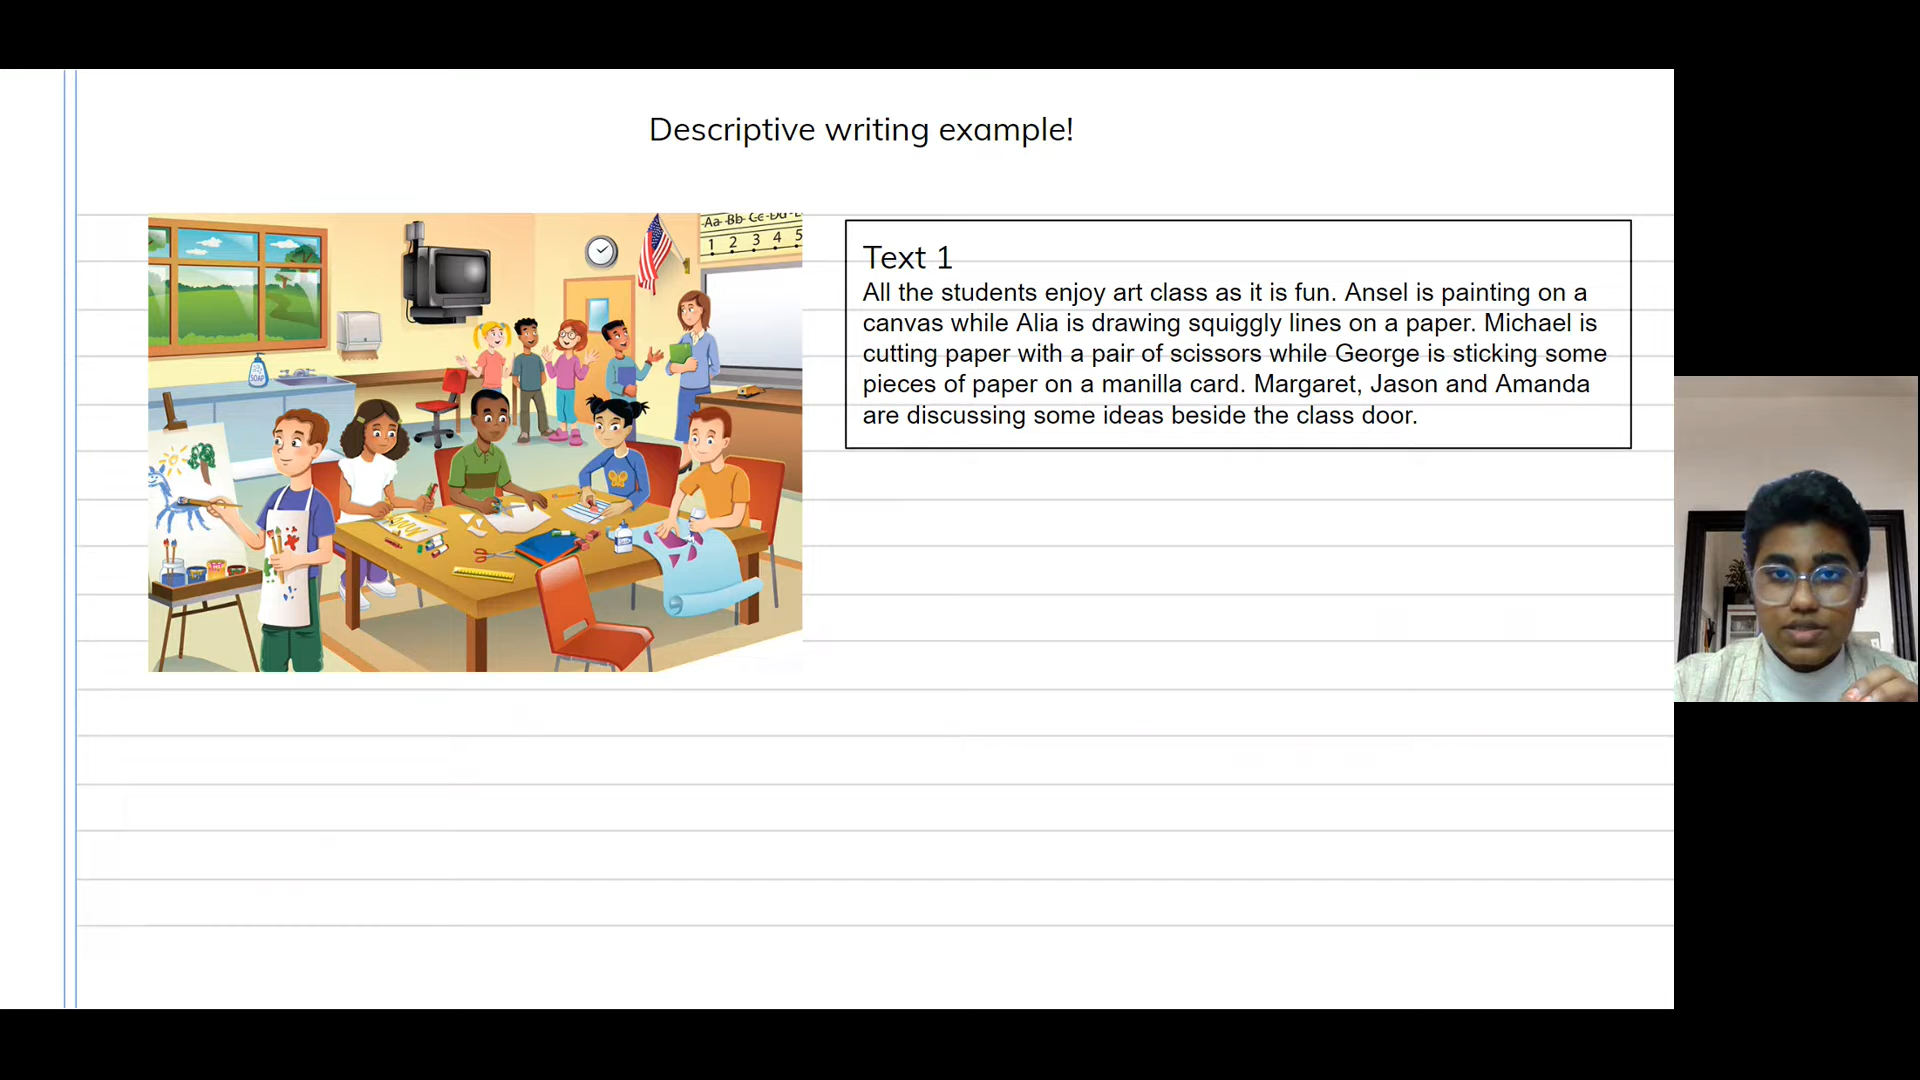 Descriptive writing example!
Aa Bb Cc Dd
1 2 3 4 5
SOAP
Text 1
All the students enjoy art class as it is fun. Ansel is painting on a
canvas while Alia is drawing squiggly lines on a paper. Michael is
cutting paper with a pair of scissors while George is sticking some
pieces of paper on a manilla card. Margaret, Jason and Amanda
are discussing some ideas beside the class door.